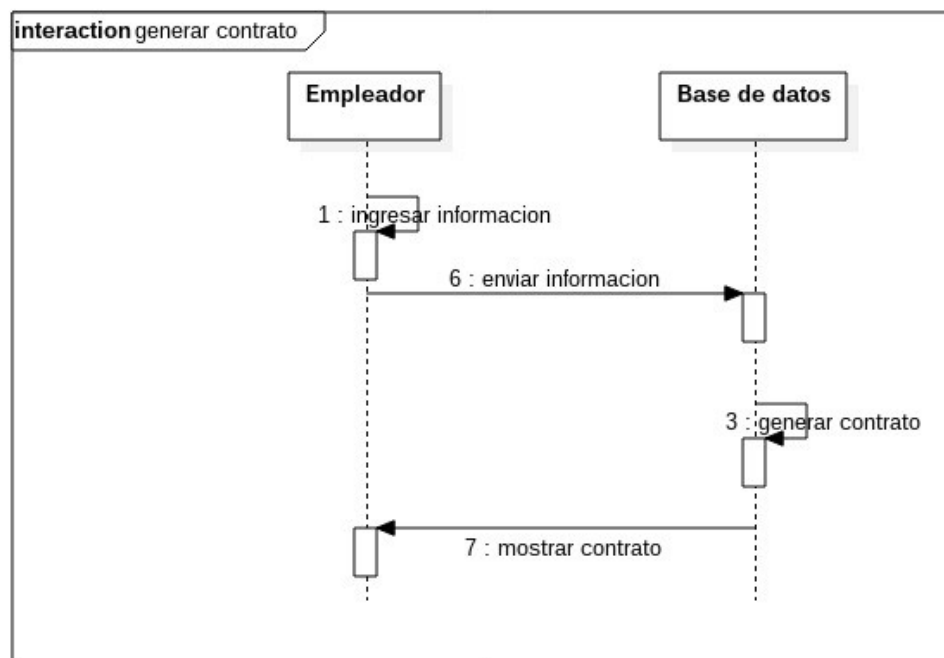 interaction generar contrato
Empleador
Base de datos
1 : ingresar informacion
6 : enviar informacion
3 : generar contrato
7 : mostrar contrato